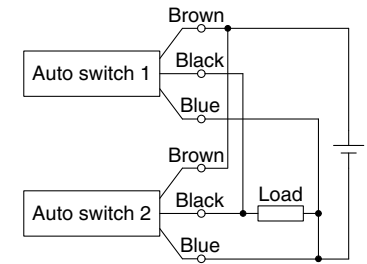 Brown
Auto switch 1
Black
Blue
Brown
Auto switch 2
Black
Load
Blue